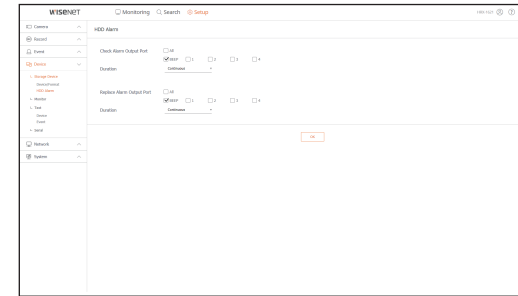 WISENET
Monitoring Search Setup
Camera
Record
Event
Device
Storage Device
Device/Format
HDD Alarm
Monitor
Text
Device
Event
Serial
Network
System
HDD Alarm
Check Alarm Output Port
All
BEEP 1 2 3 4
Duration Continuous
Replace Alarm Output Port
All
BEEP 1 2 3 4
Duration Continuous
OK